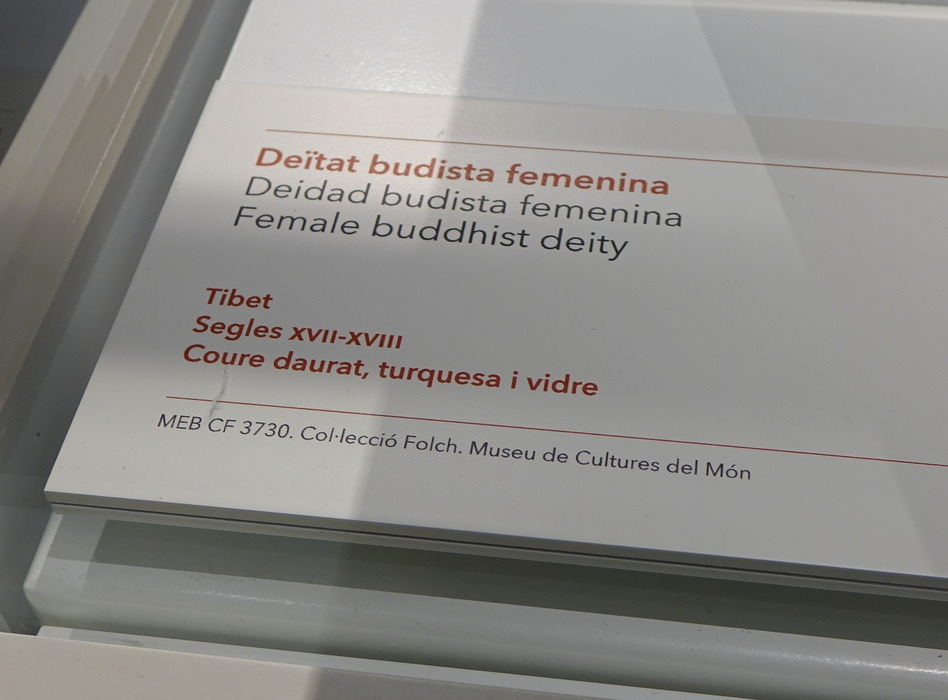 Deïtat budista femenina
Deidad budista femenina
Female buddhist deity
Tibet
Segles XVII-XVIII
Coure daurat, turquesa i vidre
MEB CF 3730. Col·lecció Folch. Museu de Cultures del Món